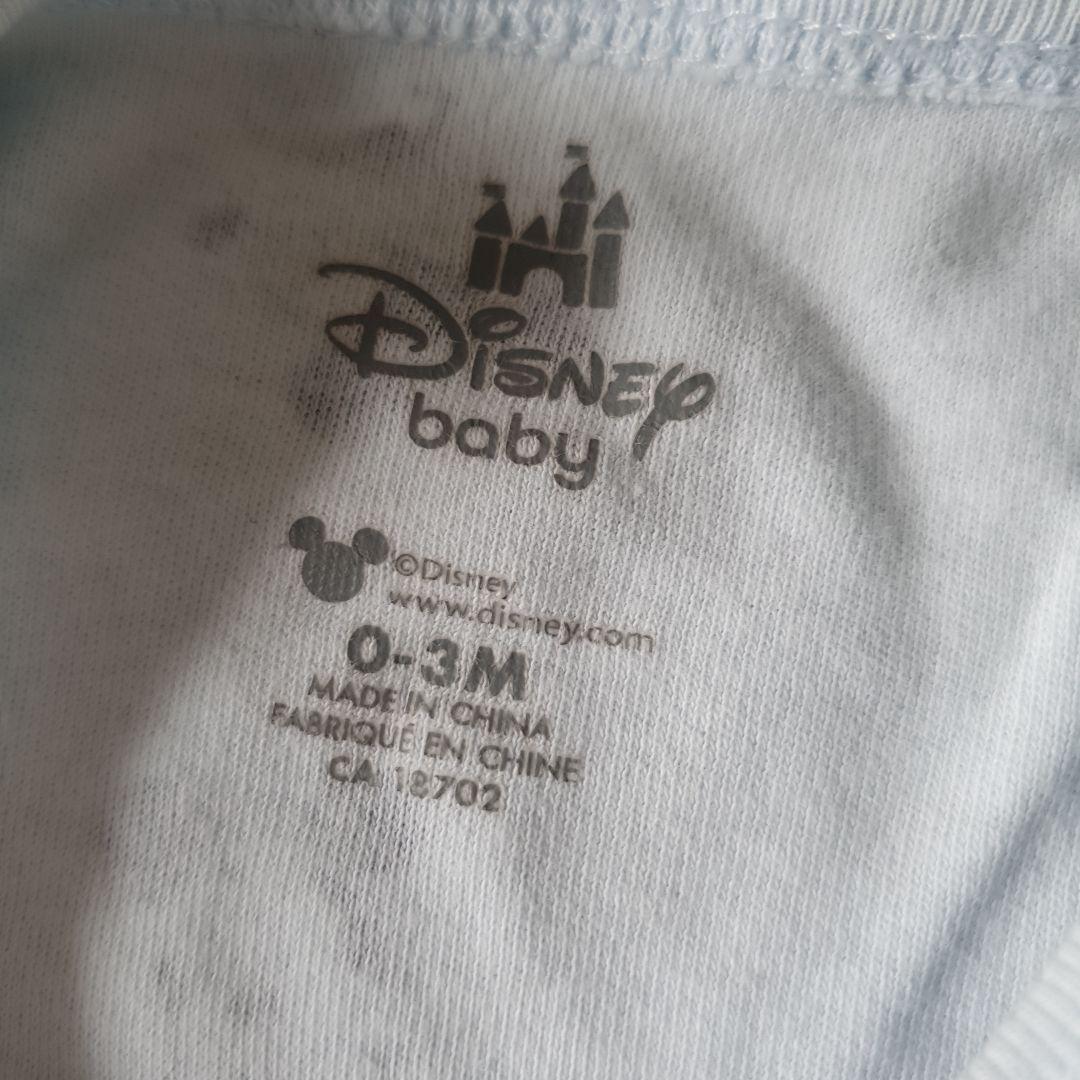 Disney
baby
©Disney
www.disney.com
0-3M
MADE IN CHINA
FABRIQUÉ EN CHINE
CA 18702